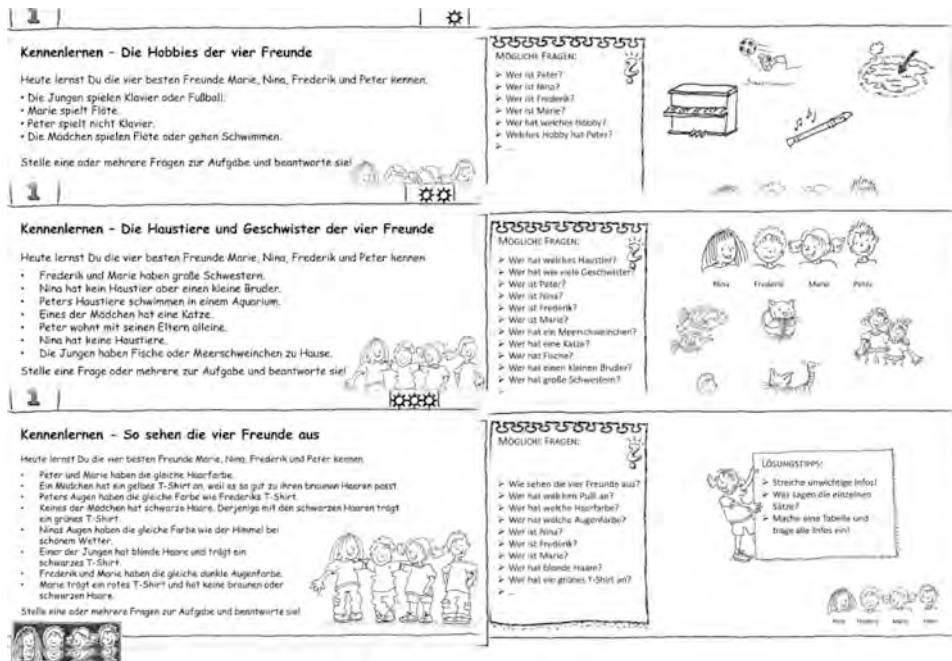 1
Kennenlernen - Die Hobbies der vier Freunde
Heute lernst Du die vier besten Freunde Marie, Nina, Frederik und Peter kennen.
• Die Jungen spielen Klavier oder Fußball.
• Marie spielt Flöte.
• Peter spielt nicht Klavier.
• Die Mädchen spielen Flöte oder gehen Schwimmen.
Stelle eine oder mehrere Fragen zur Aufgabe und beantworte sie!
MÖGLICHE FRAGEN:
➢ Wer ist Peter?
➢ Wer ist Nina?
➢ Wer ist Frederik?
➢ Wer ist Marie?
➢ Wer hat welches Hobby?
➢ Welches Hobby hat Peter?
➢ ...
1
Kennenlernen - Die Haustiere und Geschwister der vier Freunde
Heute lernst Du die vier besten Freunde Marie, Nina, Frederik und Peter kennen
• Frederik und Marie haben große Schwestern.
• Nina hat kein Haustier aber einen kleine Bruder.
• Peters Haustiere schwimmen in einem Aquarium.
• Eines der Mädchen hat eine Katze.
• Peter wohnt mit seinen Eltern alleine.
• Nina hat keine Haustiere.
• Die Jungen haben Fische oder Meerschweinchen zu Hause.
Stelle eine Frage oder mehrere zur Aufgabe und beantworte sie!
MÖGLICHE FRAGEN:
➢ Wer hat welches Haustier?
➢ Wer hat wie viele Geschwister?
➢ Wer ist Peter?
➢ Wer ist Nina?
➢ Wer ist Frederik?
➢ Wer ist Marie?
➢ Wer hat ein Meerschweinchen?
➢ Wer hat eine Katze?
➢ Wer hat Fische?
➢ Wer hat einen kleinen Bruder?
➢ Wer hat große Schwestern?
Nina Frederik Marie Peter
1
Kennenlernen - So sehen die vier Freunde aus
Heute lernst Du die vier besten Freunde Marie, Nina, Frederik und Peter kennen.
• Peter und Marie haben die gleiche Haarfarbe.
• Ein Mädchen hat ein gelbes T-Shirt an, weil es so gut zu ihren braunen Haaren passt.
• Peters Augen haben die gleiche Farbe wie Frederiks T-Shirt.
• Keines der Mädchen hat schwarze Haare. Derjenige mit den schwarzen Haaren trägt
ein grünes T-Shirt.
• Ninas Augen haben die gleiche Farbe wie der Himmel bei
schönem Wetter.
• Einer der Jungen hat blonde Haare und trägt ein
schwarzes T-Shirt.
• Frederik und Marie haben die gleiche dunkle Augenfarbe.
• Marie trägt ein rotes T-Shirt und hat keine braunen oder
schwarzen Haare.
Stelle eine oder mehrere Fragen zur Aufgabe und beantworte sie!
MÖGLICHE FRAGEN:
➢ Wie sehen die vier Freunde aus?
➢ Wer hat welchen Pulli an?
➢ Wer hat welche Haarfarbe?
➢ Wer hat welche Augenfarbe?
➢ Wer ist Nina?
➢ Wer ist Frederik?
➢ Wer ist Marie?
➢ Wer hat blonde Haare?
➢ Wer hat ein grünes T-Shirt an?
➢ ...
LÖSUNGSTIPPS:
➢ Streiche unwichtige Infos!
➢ Was sagen die einzelnen
Sätze?
➢ Mache eine Tabelle und
trage alle Infos ein!
Nina Frederik Marie Peter